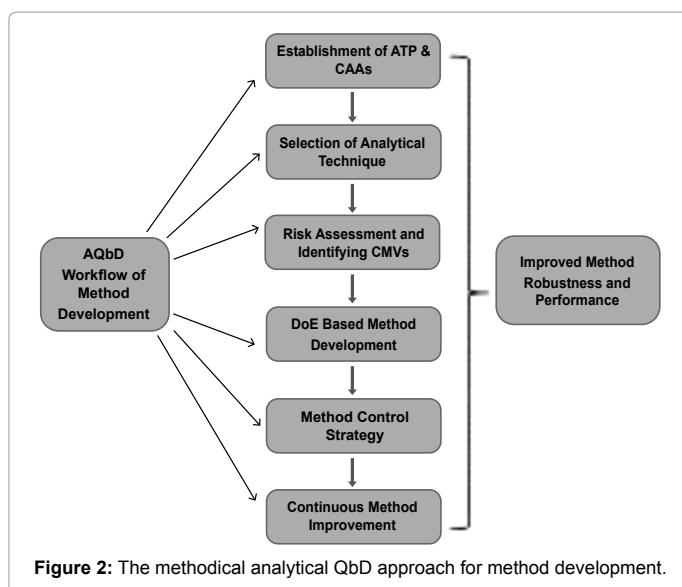 Establishment of ATP &
CAAs
Selection of Analytical
Technique
Risk Assessment and
Identifying CMVs
AQbD
Workflow of
Method
Development
Improved Method
Robustness and
Performance
DoE Based Method
Development
Method Control
Strategy
Continuous Method
Improvement
Figure 2: The methodical analytical QbD approach for method development.